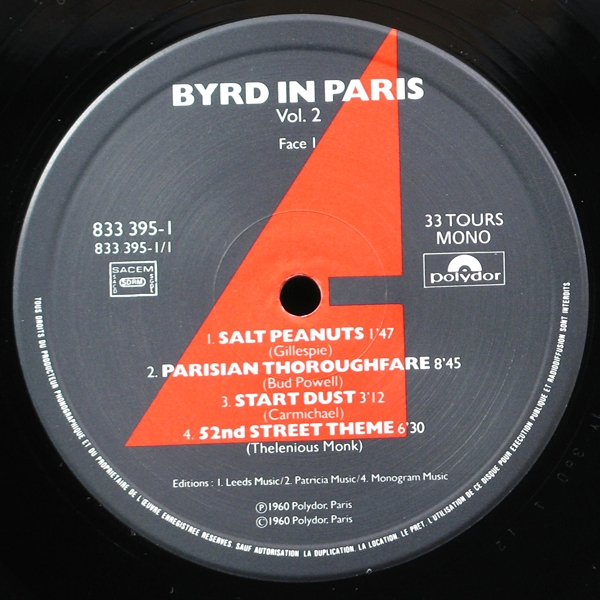 BYRD IN PARIS
Vol. 2
Face 1
833 395-1
833 395-1/1
SACEM
SACD
SDRM
SGDL
33 TOURS
MONO
polydor
1. SALT PEANUTS 1'47
(Gillespie)
2. PARISIAN THOROUGHFARE 8'45
(Bud Powell)
3. START DUST 3'12
(Carmichael)
4. 52nd STREET THEME 6'30
(Thelenious Monk)
Editions : 1. Leeds Music/2. Patricia Music/4. Monogram Music
Ⓟ1960 Polydor, Paris
©1960 Polydor, Paris
TOUS DROITS DU PRODUCTEUR PHONOGRAPHIQUE ET DU PROPRIETAIRE DE L'ŒUVRE ENREGISTREE RESERVES. SAUF AUTORISATION LA DUPLICATION, LA LOCATION, LE PRET, L'UTILISATION DE CE DISQUE POUR EXECUTION PUBLIQUE ET RADIODIFFUSION SONT INTERDITS